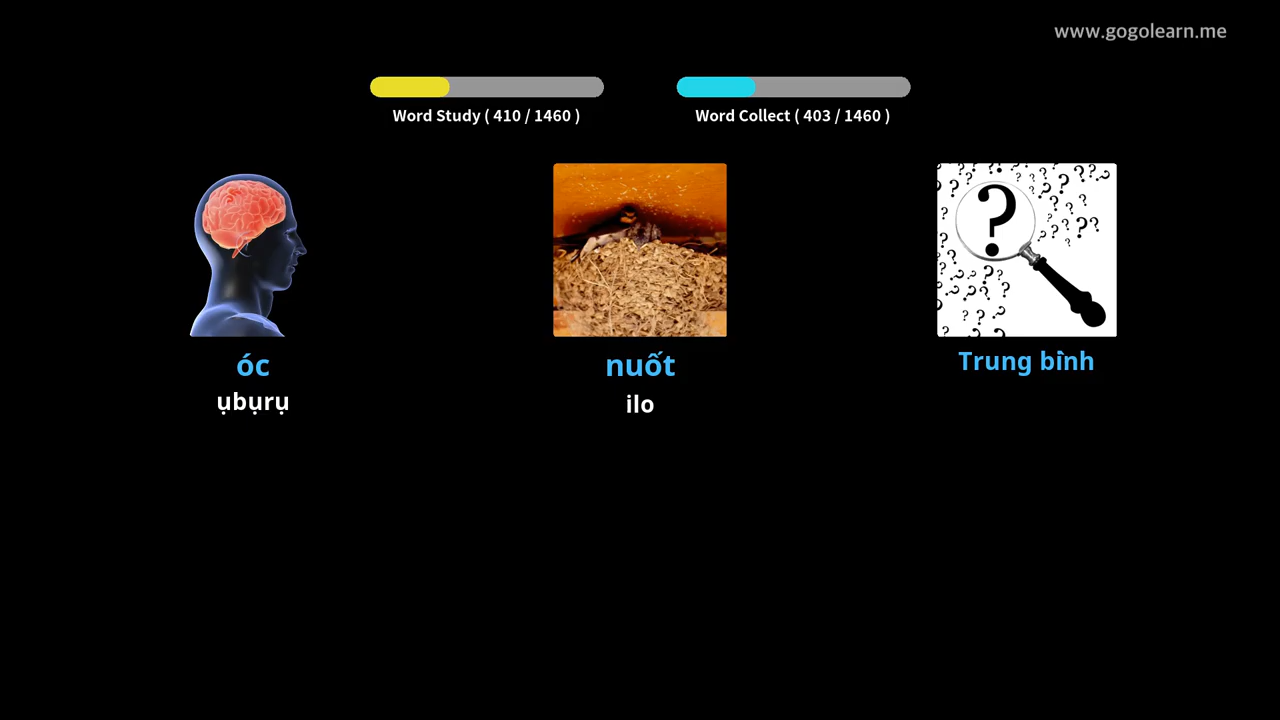 www.gogolearn.me
Word Study ( 410 / 1460 )
Word Collect ( 403 / 1460 )
óc
nuốt
Trung bình
ụbụrụ
ilo